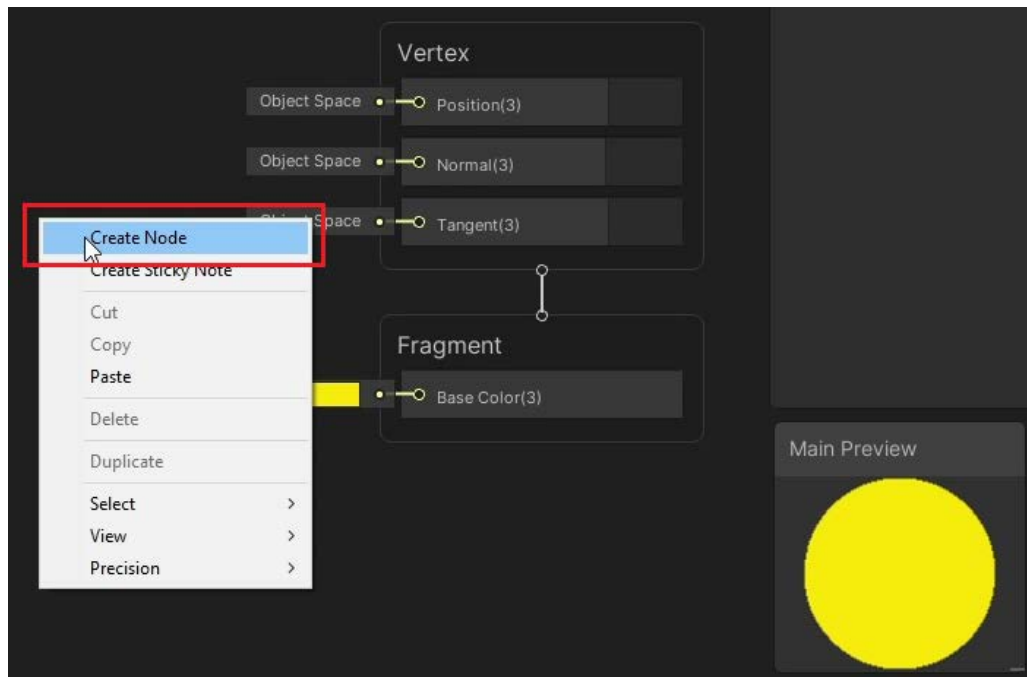 Vertex
Object Space
Position(3)
Object Space
Normal(3)
Space
Tangent(3)
Create Node
Create Sticky Note
Cut
Copy
Paste
Delete
Duplicate
Select
View
Precision
Fragment
Base Color(3)
Main Preview